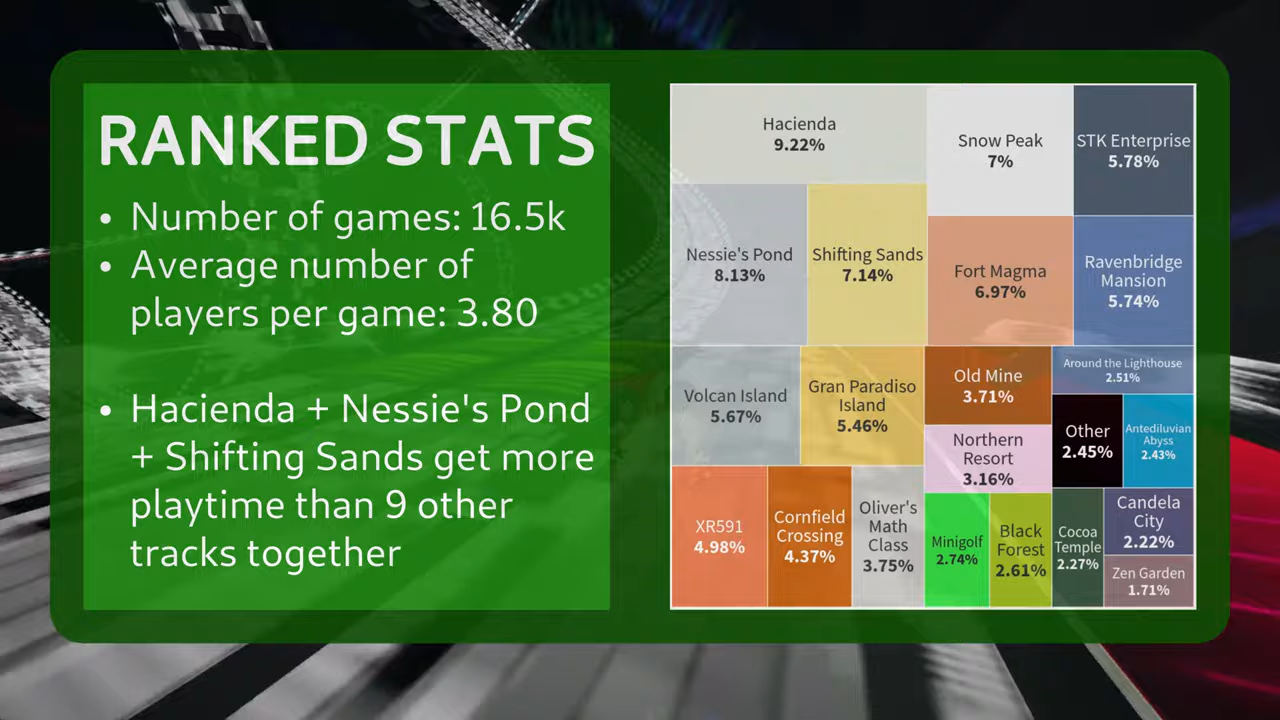 RANKED STATS
• Number of games: 16.5k
• Average number of
players per game: 3.80
• Hacienda + Nessie's Pond
+ Shifting Sands get more
playtime than 9 other
tracks together
Hacienda
9.22%
Snow Peak
7%
STK Enterprise
5.78%
Nessie's Pond
8.13%
Shifting Sands
7.14%
Fort Magma
6.97%
Ravenbridge
Mansion
5.74%
Volcan Island
5.67%
Gran Paradiso
Island
5.46%
Old Mine
3.71%
Around the Lighthouse
2.51%
Northern
Resort
3.16%
Other
2.45%
Antediluvian
Abyss
2.43%
XR591
4.98%
Cornfield
Crossing
4.37%
Oliver's
Math
Class
3.75%
Minigolf
2.74%
Black
Forest
2.61%
Cocoa
Temple
2.27%
Candela
City
2.22%
Zen Garden
1.71%